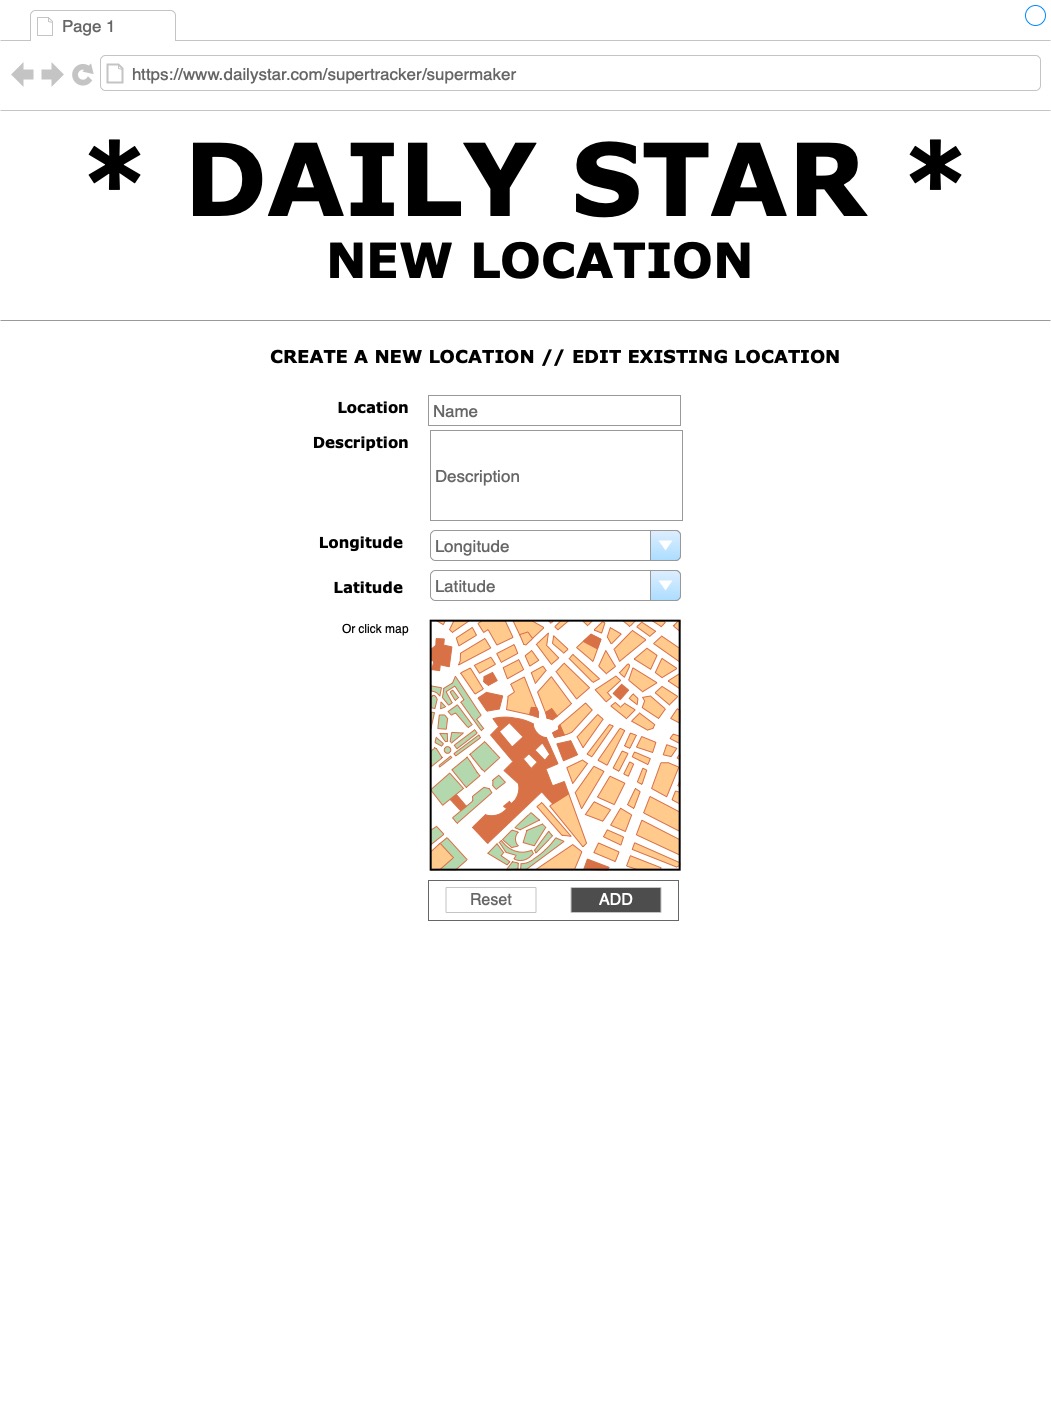 Page 1
https://www.dailystar.com/supertracker/supermaker
* DAILY STAR *
NEW LOCATION
CREATE A NEW LOCATION // EDIT EXISTING LOCATION
Location Name
Description Description
Longitude Longitude
Latitude Latitude
Or click map
Reset ADD